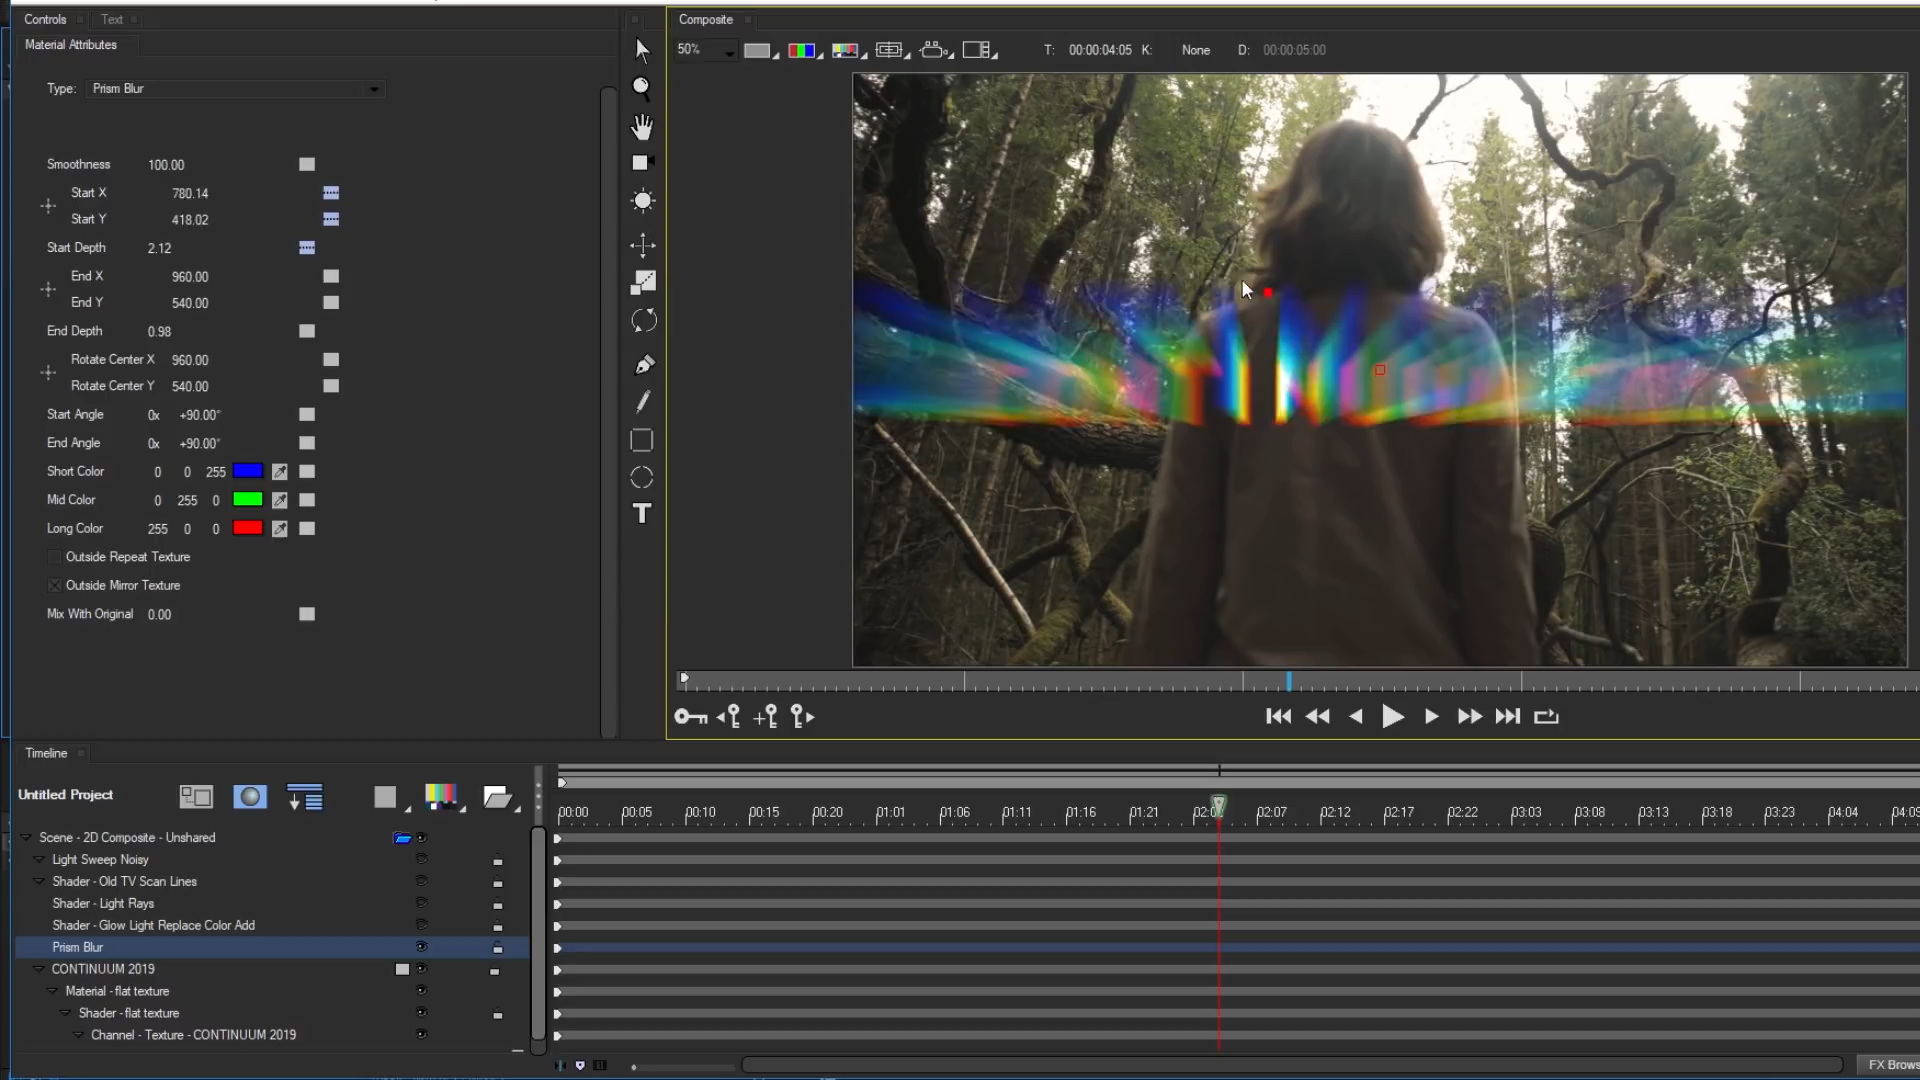 Controls
Text
Composite
Material Attributes
50%
T: 00:00:04:05 K: None D: 00:00:05:00
Type: Prism Blur
Smoothness 100.00
Start X 780.14
Start Y 418.02
Start Depth 2.12
End X 960.00
End Y 540.00
End Depth 0.98
Rotate Center X 960.00
Rotate Center Y 540.00
Start Angle 0x +90.00°
End Angle 0x +90.00°
Short Color 0 0 255
Mid Color 0 255 0
Long Color 255 0 0
Outside Repeat Texture
Outside Mirror Texture
Mix With Original 0.00
T
Timeline
Untitled Project
00:00 00:05 00:10 00:15 00:20 01:01 01:06 01:11 01:16 01:21 02:07 02:12 02:17 02:22 03:03 03:08 03:13 03:18 03:23 04:04 04:09
Scene - 2D Composite - Unshared
Light Sweep Noisy
Shader - Old TV Scan Lines
Shader - Light Rays
Shader - Glow Light Replace Color Add
Prism Blur
CONTINUUM 2019
Material - flat texture
Shader - flat texture
Channel - Texture - CONTINUUM 2019
FX Brows